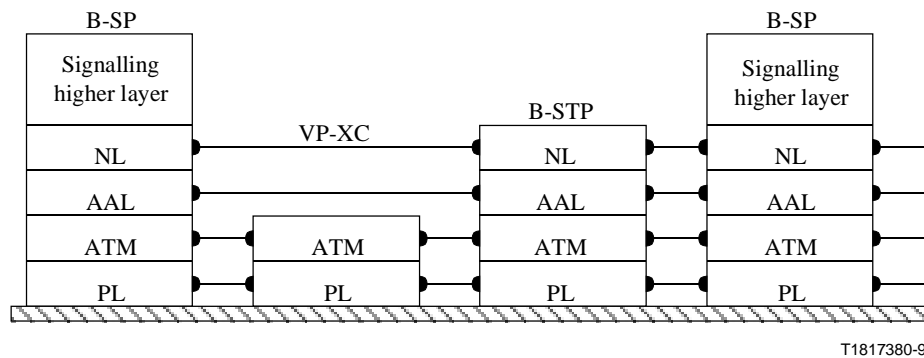 B-SP
B-SP
Signalling
higher layer
Signalling
higher layer
B-STP
VP-XC
NL
NL
NL
AAL
AAL
AAL
ATM
ATM
ATM
ATM
PL
PL
PL
PL
T1817380-9